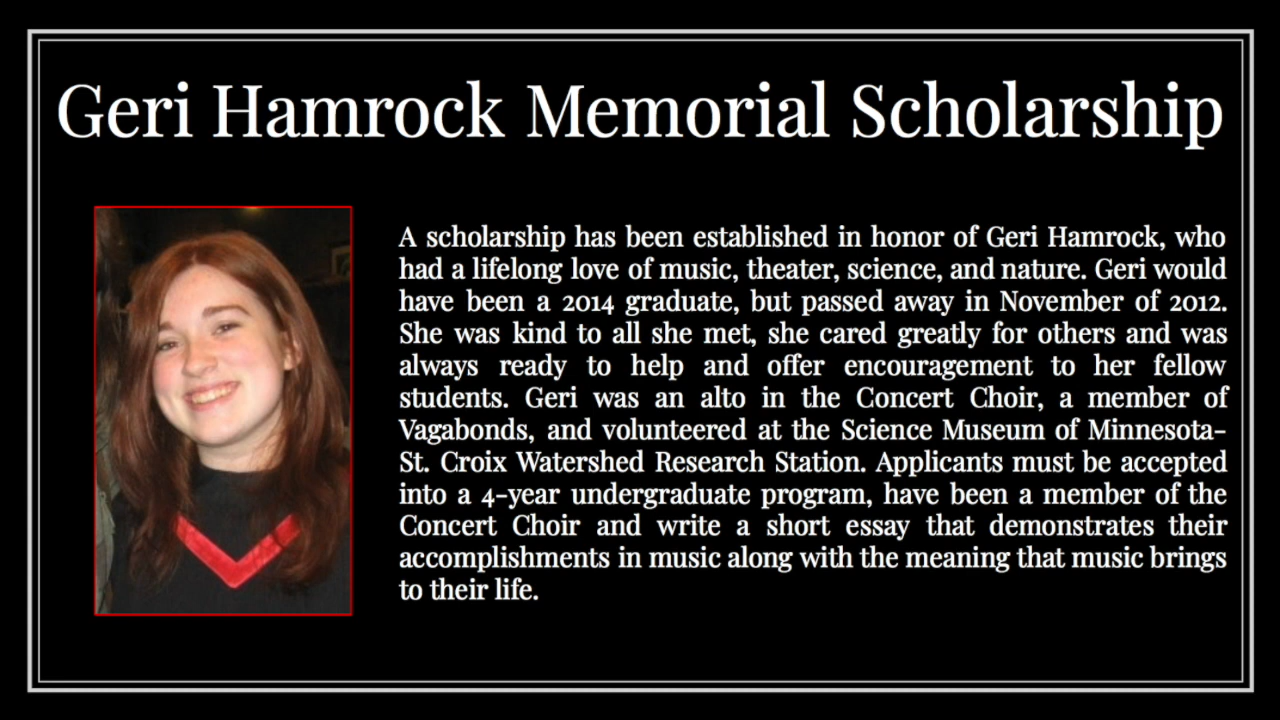 Geri Hamrock Memorial Scholarship
A scholarship has been established in honor of Geri Hamrock, who
had a lifelong love of music, theater, science, and nature. Geri would
have been a 2014 graduate, but passed away in November of 2012.
She was kind to all she met, she cared greatly for others and was
always ready to help and offer encouragement to her fellow
students. Geri was an alto in the Concert Choir, a member of
Vagabonds, and volunteered at the Science Museum of Minnesota-
St. Croix Watershed Research Station. Applicants must be accepted
into a 4-year undergraduate program, have been a member of the
Concert Choir and write a short essay that demonstrates their
accomplishments in music along with the meaning that music brings
to their life.